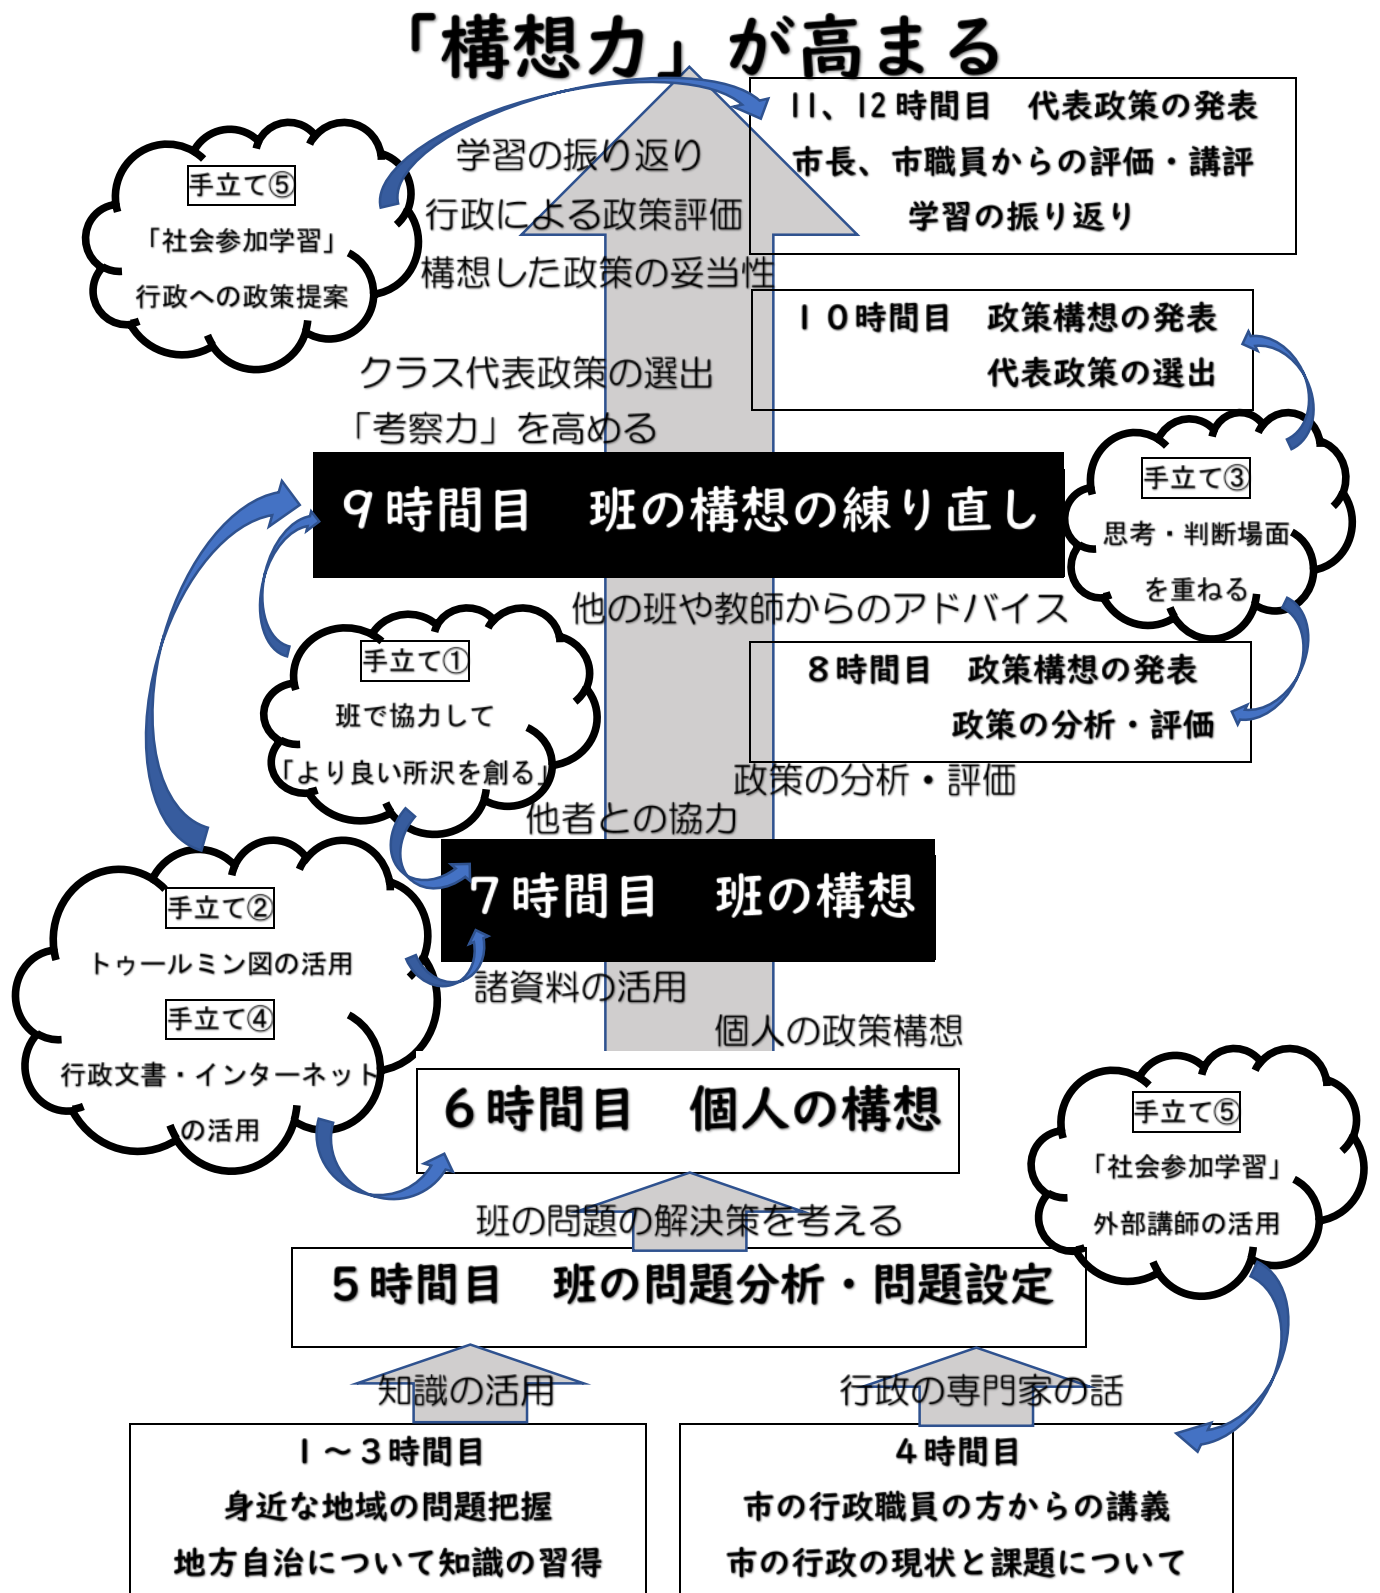 「構想力」が高まる
11、12時間目　代表政策の発表
市長、市職員からの評価・講評
学習の振り返り
手立て⑤
「社会参加学習」
行政への政策提案
学習の振り返り
行政による政策評価
構想した政策の妥当性
１０時間目　政策構想の発表
代表政策の選出
クラス代表政策の選出
「考察力」を高める
手立て③
思考・判断場面
を重ねる
９時間目　班の構想の練り直し
他の班や教師からのアドバイス
８時間目　政策構想の発表
政策の分析・評価
手立て①
班で協力して
「より良い所沢を創る」
政策の分析・評価
他者との協力
７時間目　班の構想
手立て②
トゥールミン図の活用
手立て④
行政文書・インターネット
の活用
諸資料の活用
個人の政策構想
６時間目　個人の構想
手立て⑤
「社会参加学習」
外部講師の活用
班の問題の解決策を考える
５時間目　班の問題分析・問題設定
知識の活用
行政の専門家の話
１～３時間目
身近な地域の問題把握
地方自治について知識の習得
４時間目
市の行政職員の方からの講義
市の行政の現状と課題について